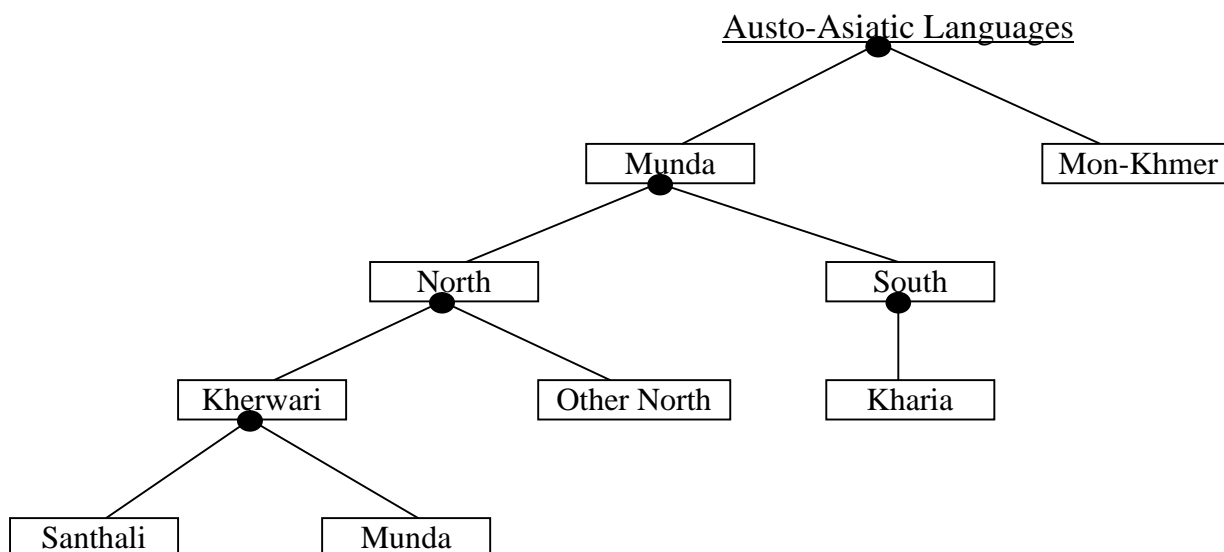 Austo-Asiatic Languages
Munda Mon-Khmer
North South
Kherwari Other North Kharia
Santhali Munda